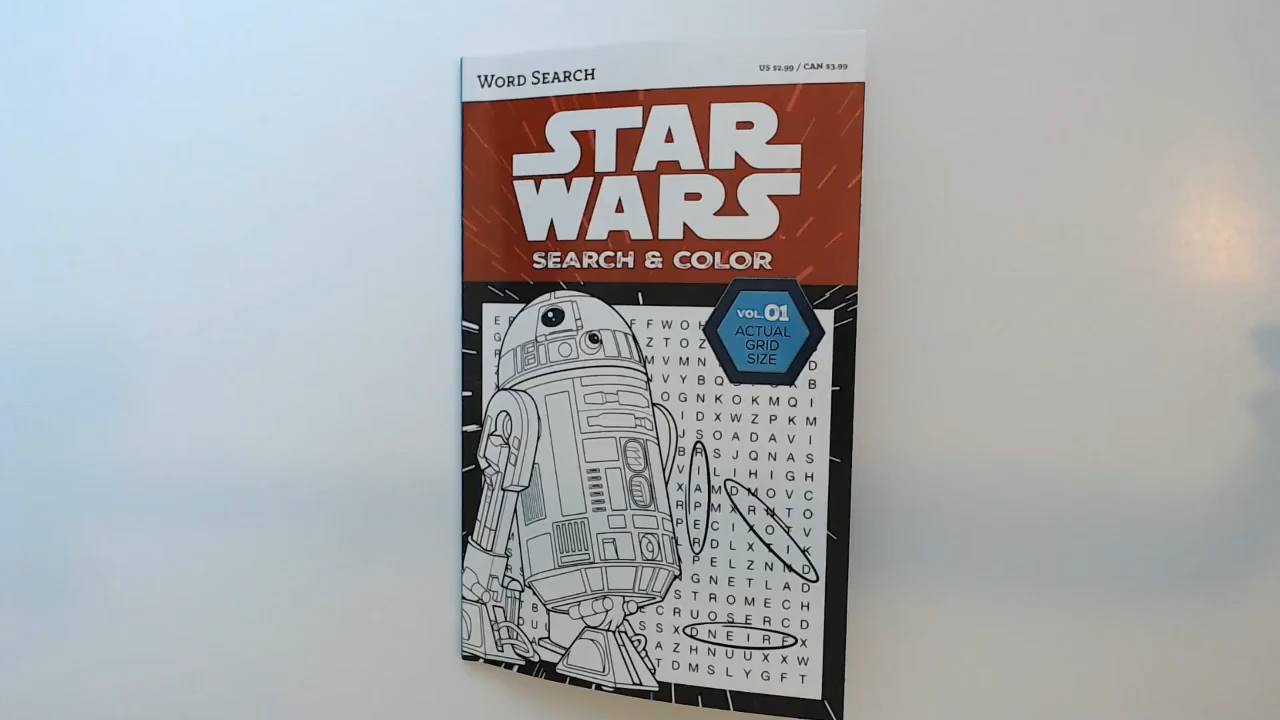 WORD SEARCH
US $2.99 / CAN $3.99
STAR
WARS
SEARCH & COLOR
VOL.01
ACTUAL
GRID
SIZE
F F W O
Z T O Z
M V M N D
V Y B Q B
O G N K O K M Q I
I D X W Z P K M
J S O A D A V I
B R S J Q N A S
V I L I H I G H
X A M D M O V C
R P M X R N T O
P E C I X O T V
R D L X T I K
P E L Z N N D
G N E T L A D
S T R O M E C H
C R U O S E R C D
S S X D N E I R F X
A Z H N U U X X W
T D M S L Y G F T